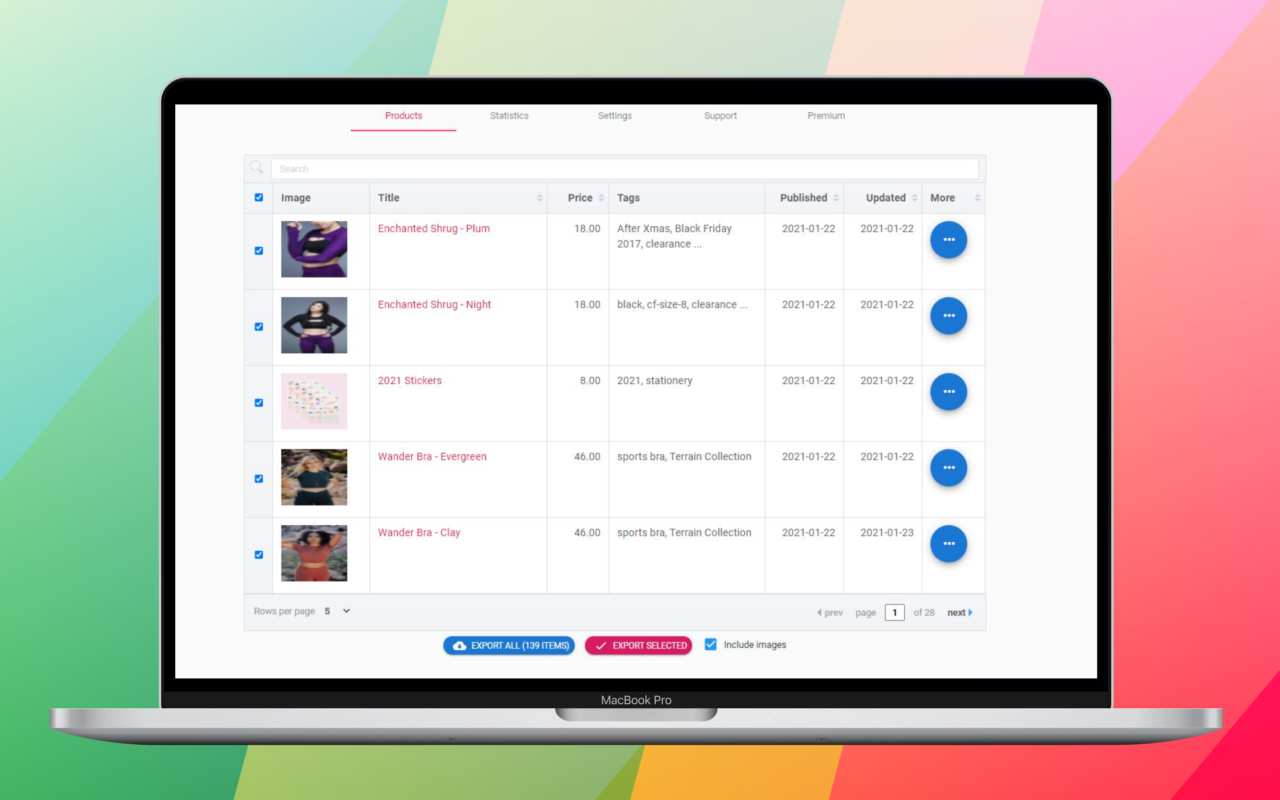 Products Statistics Settings Support Premium
Search
Image Title Price Tags Published Updated More
Enchanted Shrug - Plum 18.00 After Xmas, Black Friday 2021-01-22 2021-01-22
2017, clearance ...
Enchanted Shrug - Night 18.00 black, cf-size-8, clearance ... 2021-01-22 2021-01-22
2021 Stickers 8.00 2021, stationery 2021-01-22 2021-01-22
Wander Bra - Evergreen 46.00 sports bra, Terrain Collection 2021-01-22 2021-01-22
Wander Bra - Clay 46.00 sports bra, Terrain Collection 2021-01-22 2021-01-23
Rows per page 5 prev page 1 of 28 next
EXPORT ALL (139 ITEMS) EXPORT SELECTED Include images
MacBook Pro